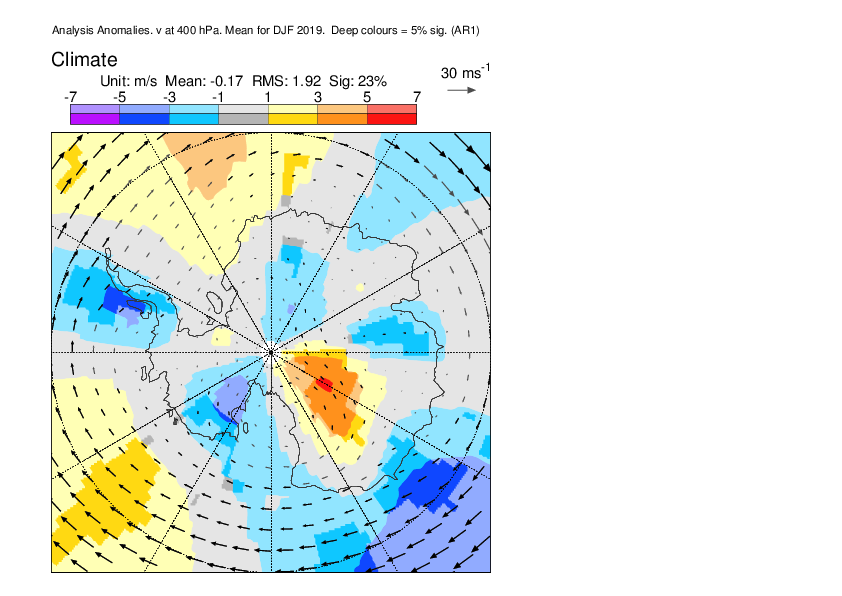 Analysis Anomalies. v at 400 hPa. Mean for DJF 2019. Deep colours = 5% sig. (AR1)
Climate
30 ms-1
Unit: m/s Mean: -0.17 RMS: 1.92 Sig: 23%
-7 -5 -3 -1 1 3 5 7